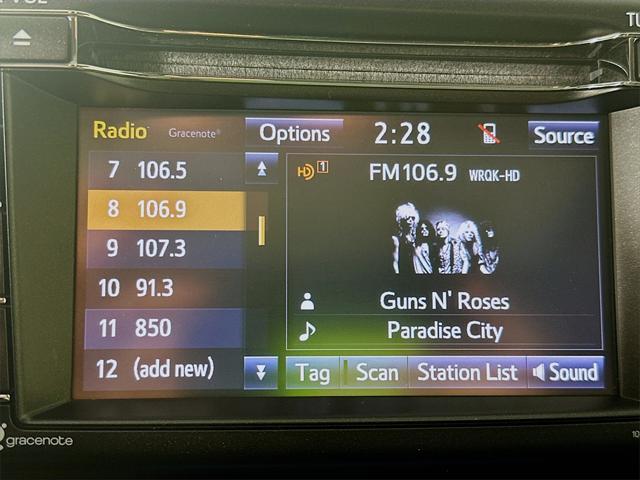 TU
Radio Gracenote® Options 2:28 Source
7 106.5
8 106.9
9 107.3
10 91.3
11 850
12 (add new)
HD 1 FM106.9 WRQK-HD
Guns N' Roses
Paradise City
Tag Scan Station List Sound
gracenote